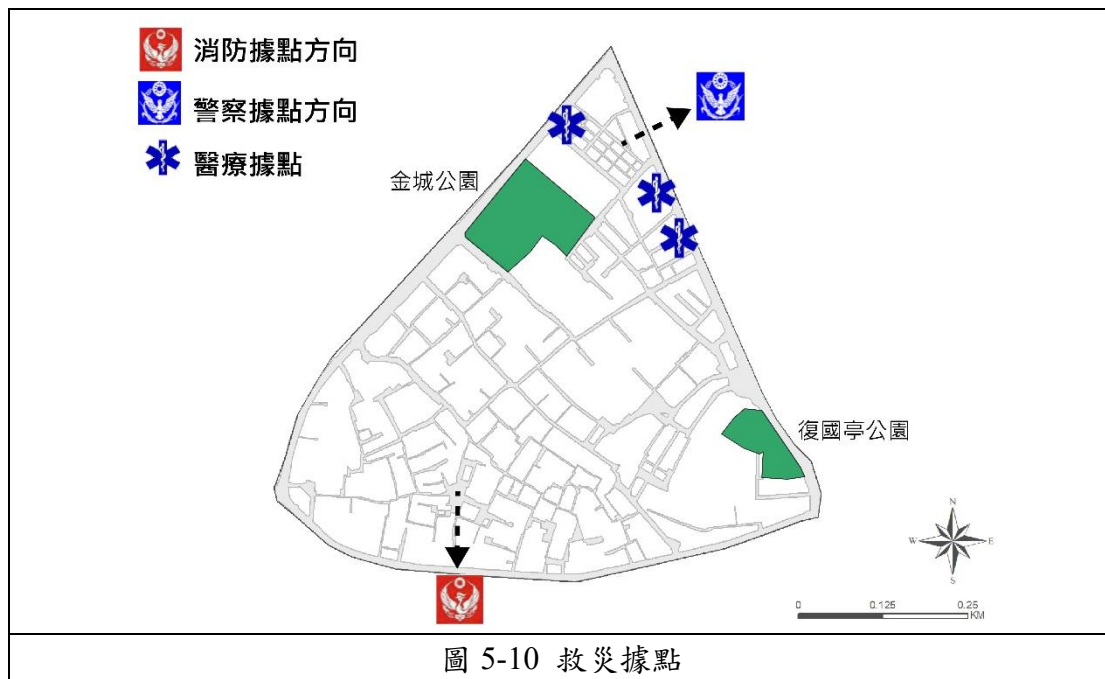 消防據點方向
警察據點方向
醫療據點
金城公園
復國亭公園
N
W
E
S
0
0.125
0.25
KM
圖 5-10 救災據點